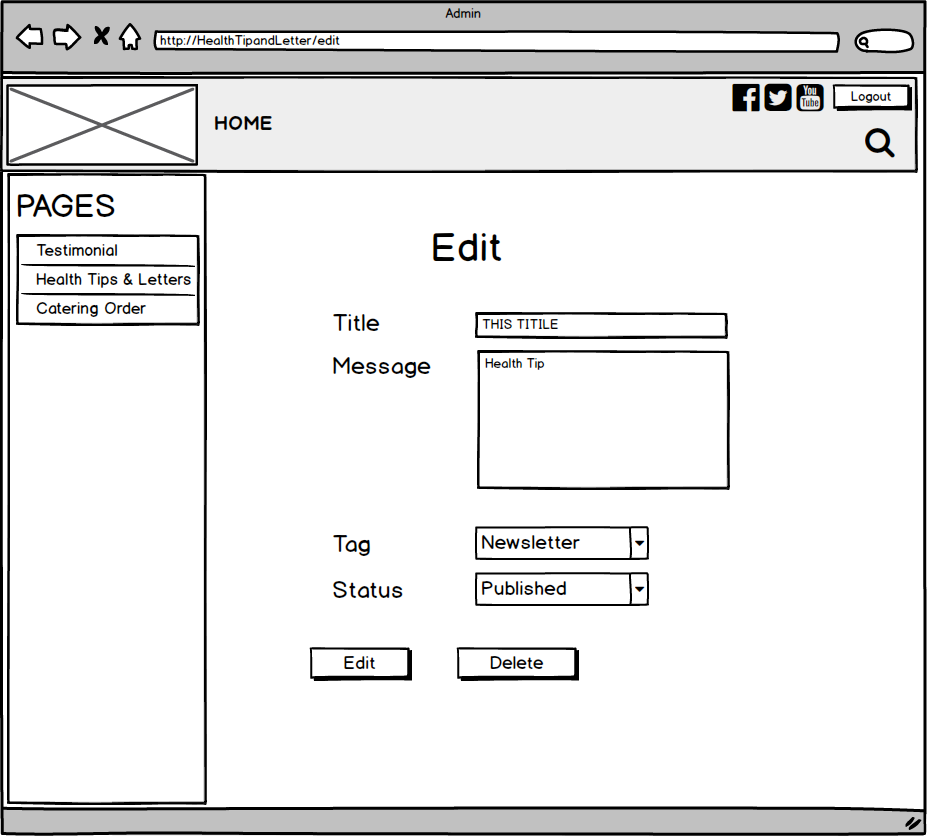 Admin
http://HealthTipandLetter/edit
HOME
You
Tube
Logout
PAGES
Testimonial
Health Tips & Letters
Catering Order
Edit
Title
THIS TITILE
Message
Health Tip
Tag
Newsletter
Status
Published
Edit
Delete